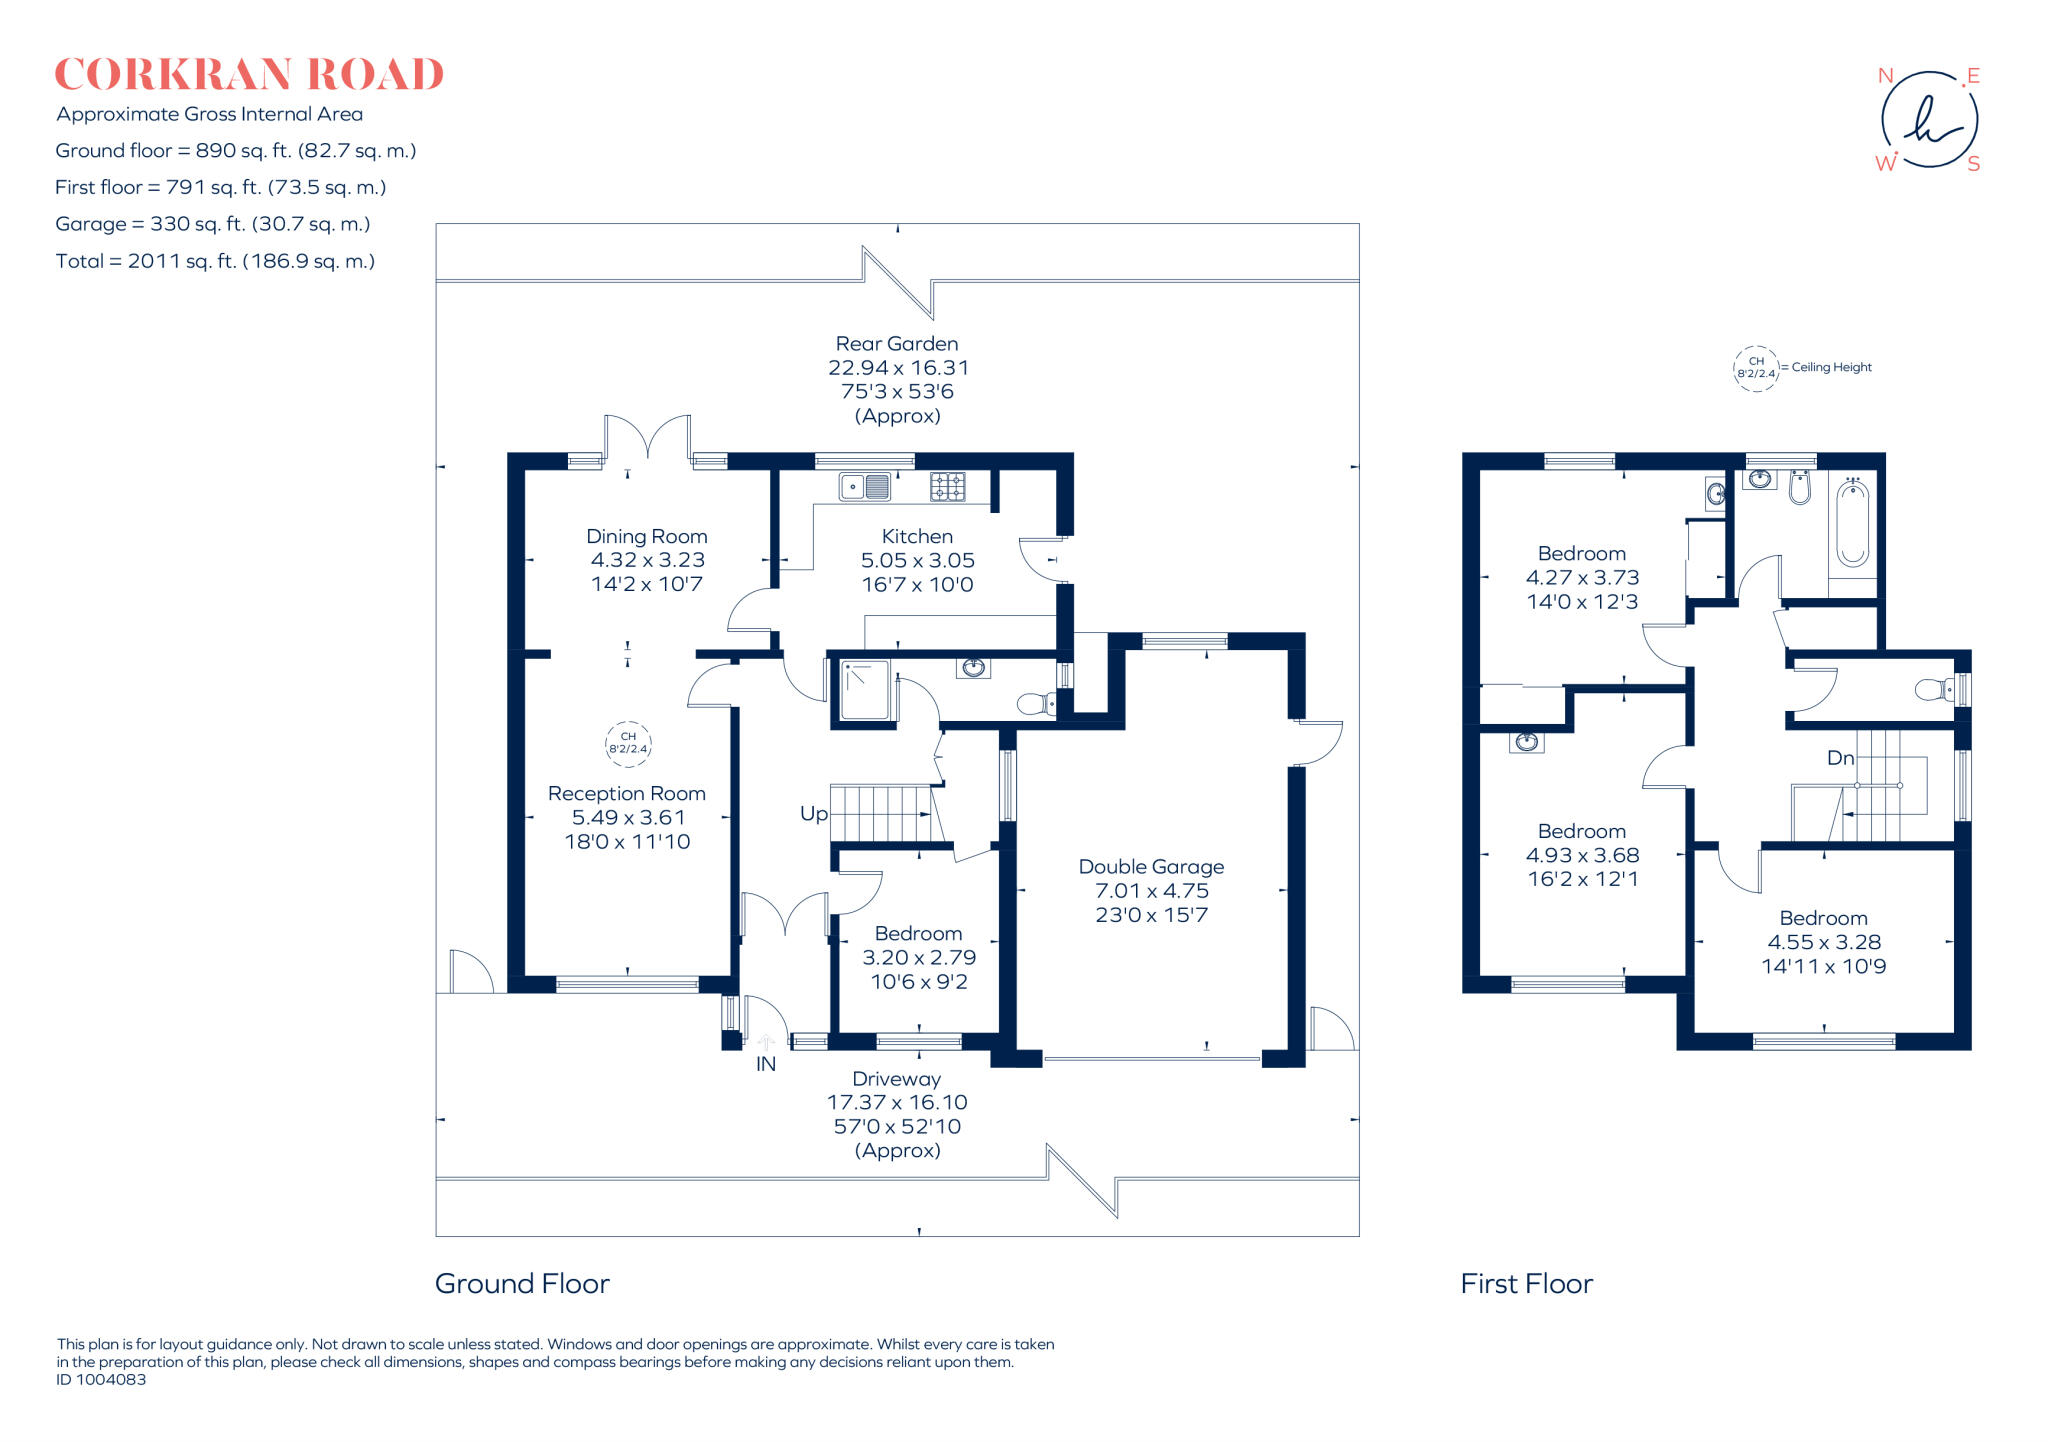 CORKRAN ROAD
Approximate Gross Internal Area
Ground floor = 890 sq. ft. (82.7 sq. m.)
First floor = 791 sq. ft. (73.5 sq. m.)
Garage = 330 sq. ft. (30.7 sq. m.)
Total = 2011 sq. ft. (186.9 sq. m.)
N E
W S
Rear Garden
22.94 x 16.31
75'3 x 53'6
(Approx)
Dining Room
4.32 x 3.23
14'2 x 10'7
Kitchen
5.05 x 3.05
16'7 x 10'0
CH
8'2/2.4
Reception Room
5.49 x 3.61
18'0 x 11'10
Up
Bedroom
3.20 x 2.79
10'6 x 9'2
Double Garage
7.01 x 4.75
23'0 x 15'7
IN
Driveway
17.37 x 16.10
57'0 x 52'10
(Approx)
Ground Floor
CH
8'2/2.4
= Ceiling Height
Bedroom
4.27 x 3.73
14'0 x 12'3
Dn
Bedroom
4.93 x 3.68
16'2 x 12'1
Bedroom
4.55 x 3.28
14'11 x 10'9
First Floor
This plan is for layout guidance only. Not drawn to scale unless stated. Windows and door openings are approximate. Whilst every care is taken
in the preparation of this plan, please check all dimensions, shapes and compass bearings before making any decisions reliant upon them.
ID 1004083